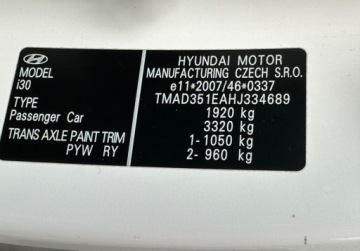 HYUNDAI MOTOR
MANUFACTURING CZECH S.R.O.
e11*2007/46*0337
TMAD351EAHJ334689
1920 kg
3320 kg
1- 1050 kg
2- 960 kg
MODEL
i30
TYPE
Passenger Car
TRANS AXLE PAINT TRIM
PYW RY